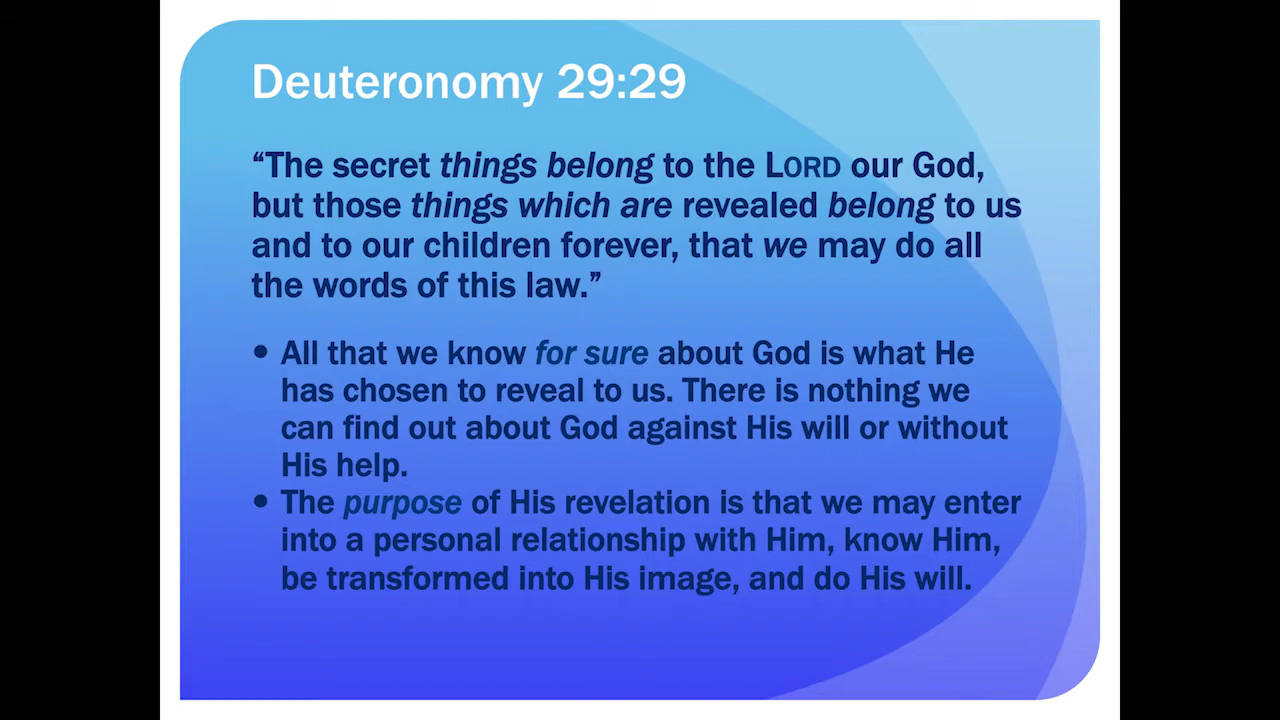 Deuteronomy 29:29
“The secret things belong to the LORD our God,
but those things which are revealed belong to us
and to our children forever, that we may do all
the words of this law.”
• All that we know for sure about God is what He
has chosen to reveal to us. There is nothing we
can find out about God against His will or without
His help.
• The purpose of His revelation is that we may enter
into a personal relationship with Him, know Him,
be transformed into His image, and do His will.